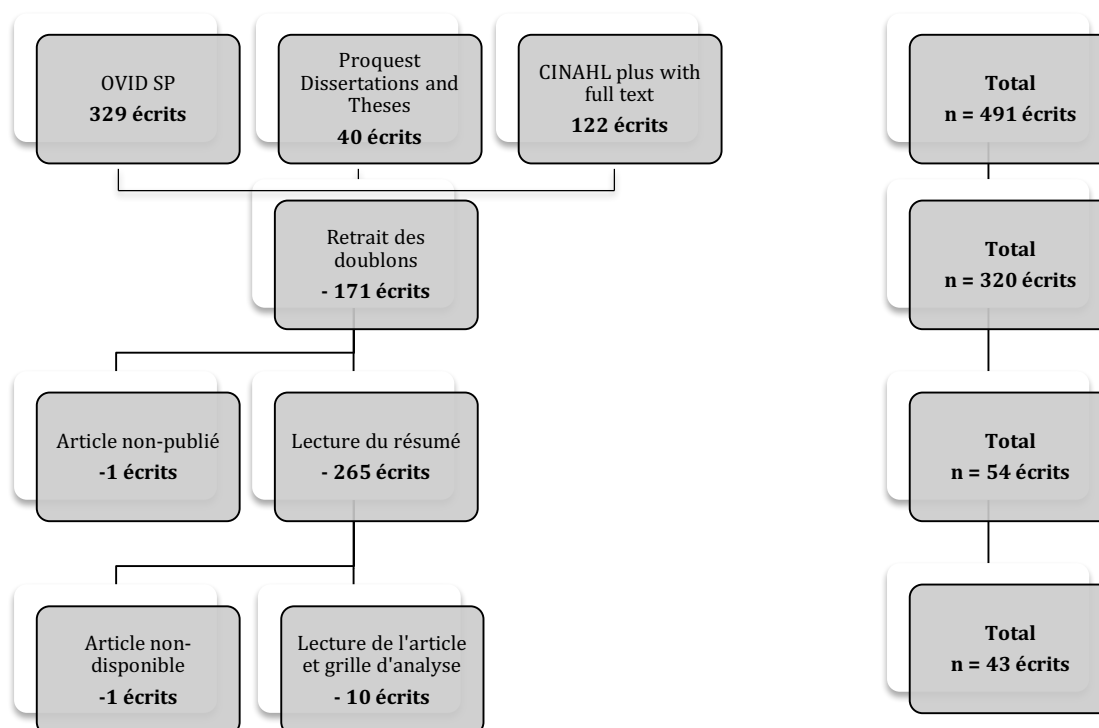 OVID SP
329 écrits
Proquest
Dissertations and
Theses
40 écrits
CINAHL plus with
full text
122 écrits
Total
n = 491 écrits
Retrait des
doublons
- 171 écrits
Total
n = 320 écrits
Article non-publié
-1 écrits
Lecture du résumé
- 265 écrits
Total
n = 54 écrits
Article non-
disponible
-1 écrits
Lecture de l'article
et grille d'analyse
- 10 écrits
Total
n = 43 écrits